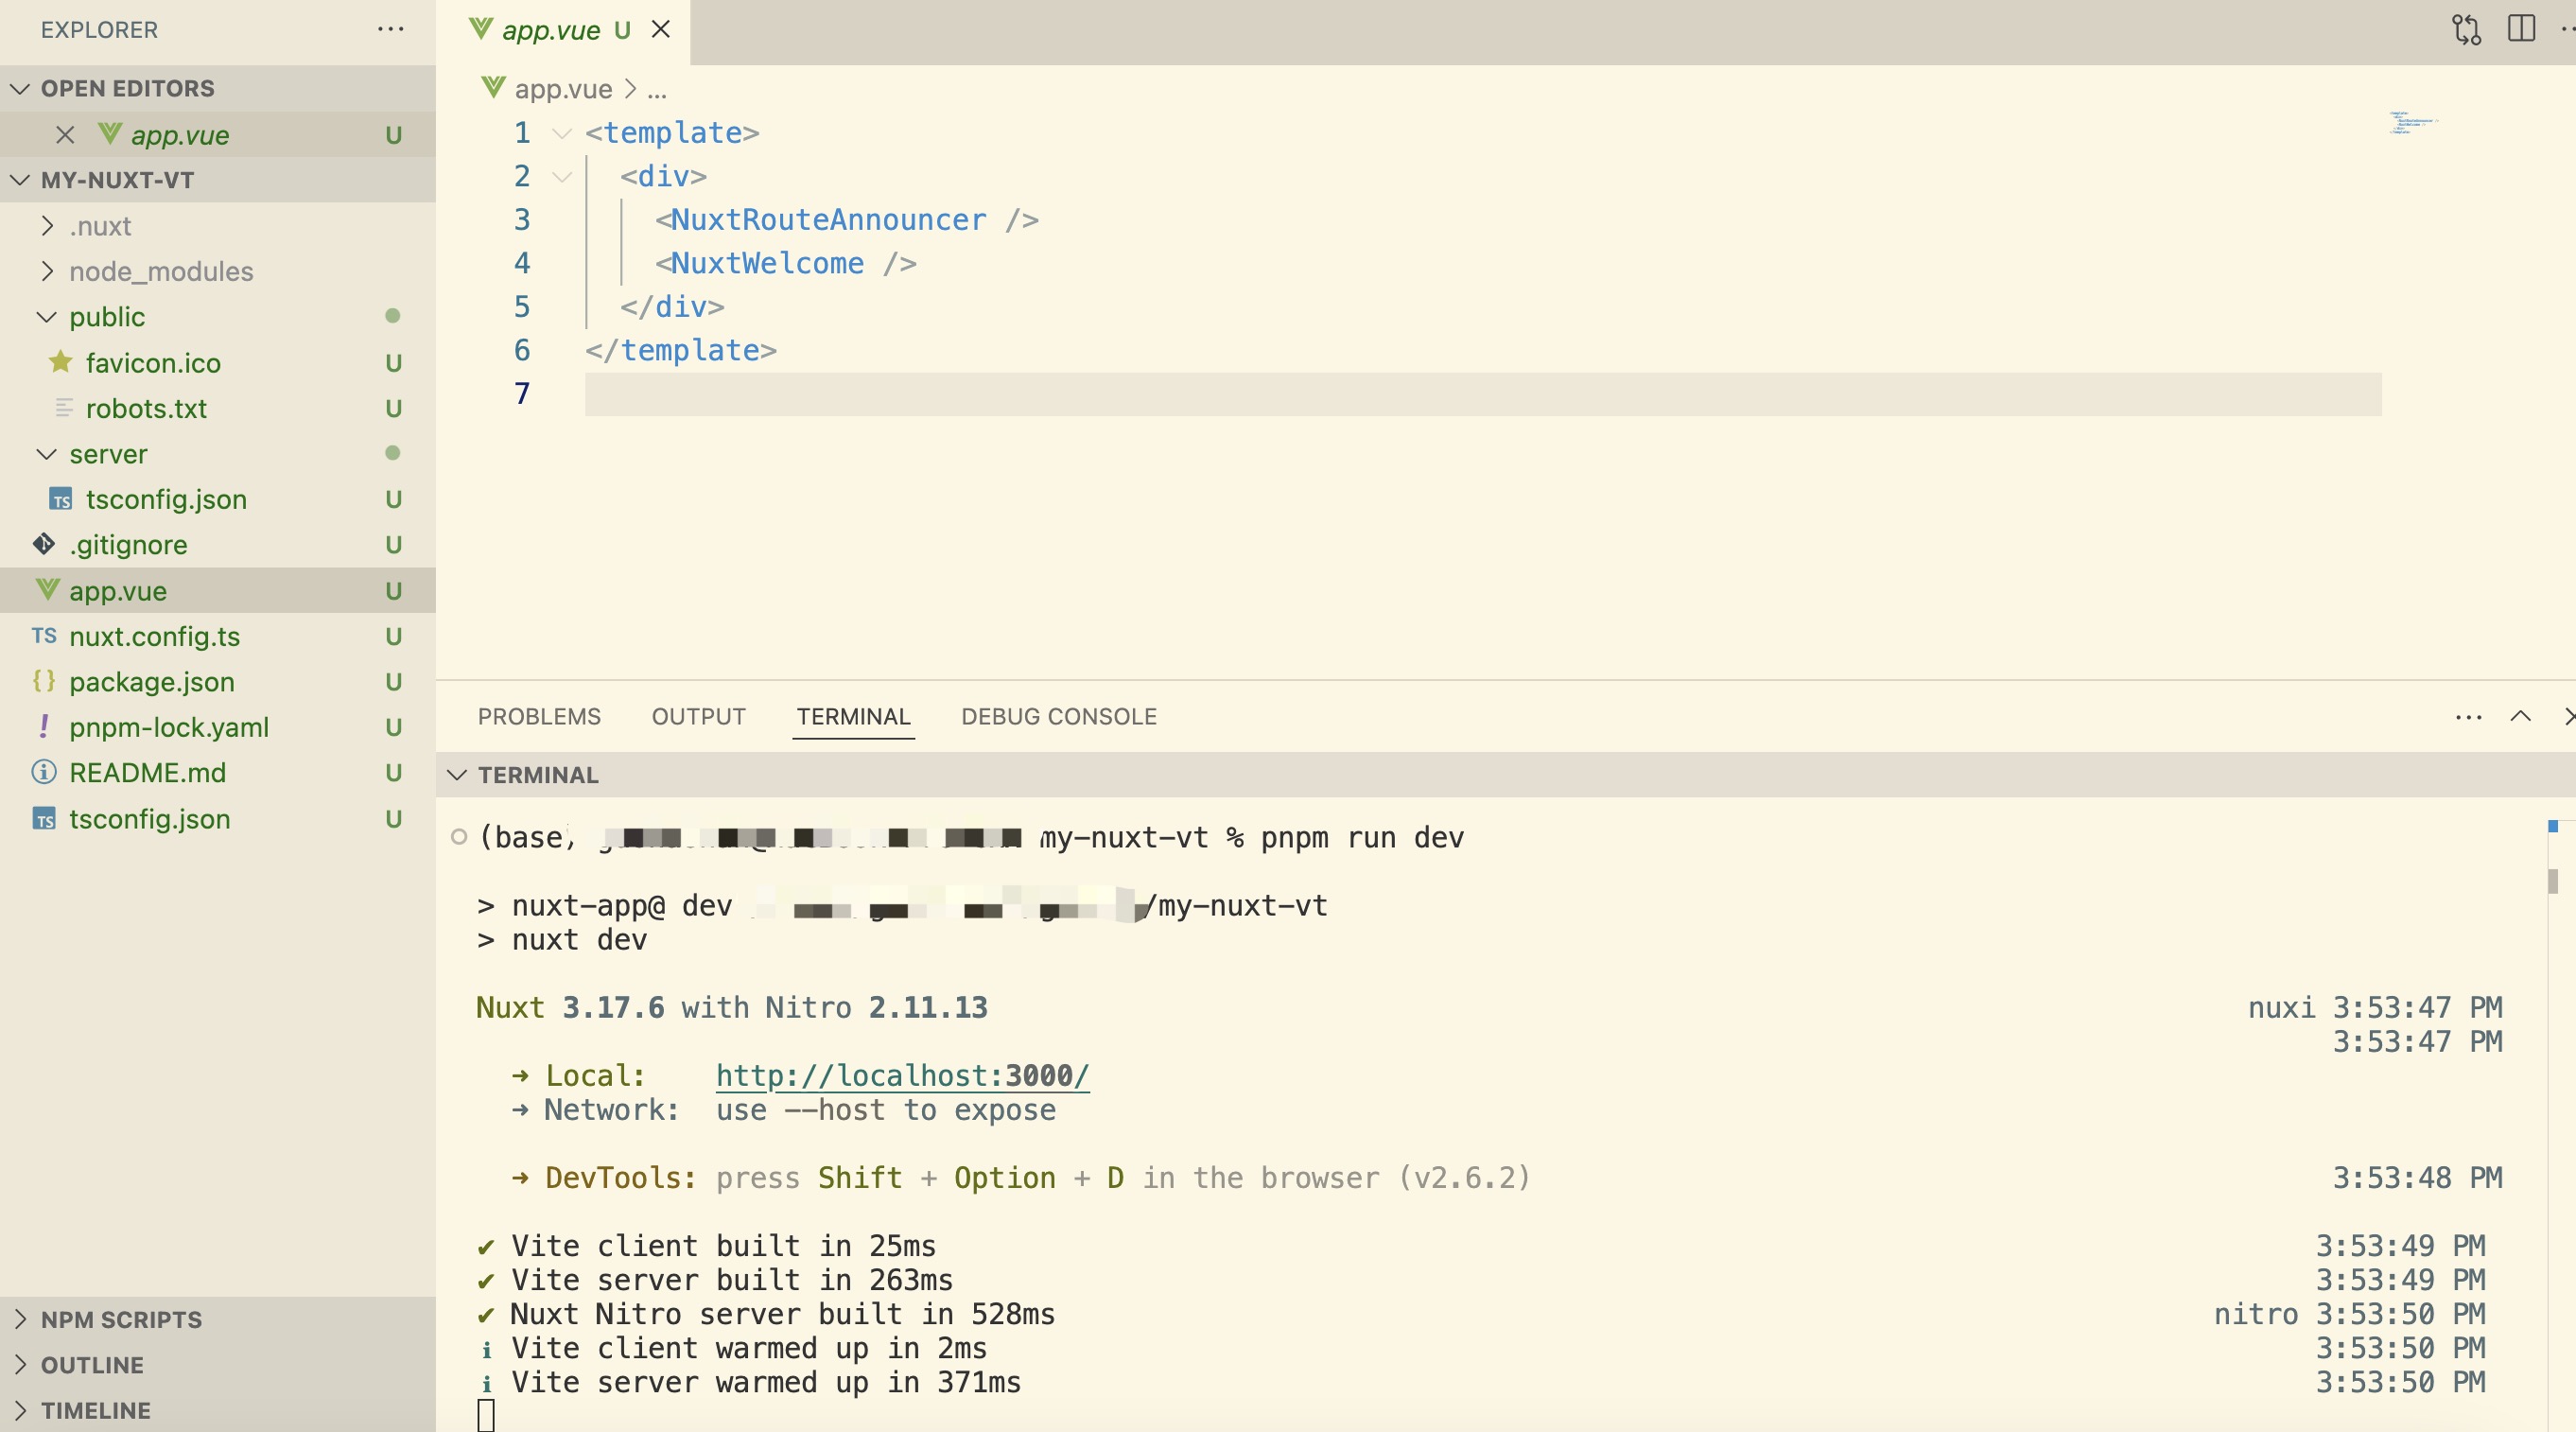 EXPLORER
OPEN EDITORS
app.vue U
MY-NUXT-VT
.nuxt
node_modules
public
favicon.ico U
robots.txt U
server
tsconfig.json U
.gitignore U
app.vue U
nuxt.config.ts U
package.json U
pnpm-lock.yaml U
README.md U
tsconfig.json U
NPM SCRIPTS
OUTLINE
TIMELINE
app.vue U
app.vue > ...
1 <template>
2 <div>
3 <NuxtRouteAnnouncer />
4 <NuxtWelcome />
5 </div>
6 </template>
7
PROBLEMS OUTPUT TERMINAL DEBUG CONSOLE
TERMINAL
(base) my-nuxt-vt % pnpm run dev
> nuxt-app@ dev /my-nuxt-vt
> nuxt dev
Nuxt 3.17.6 with Nitro 2.11.13 nuxi 3:53:47 PM
3:53:47 PM
➜ Local: http://localhost:3000/
➜ Network: use --host to expose
➜ DevTools: press Shift + Option + D in the browser (v2.6.2) 3:53:48 PM
✔ Vite client built in 25ms 3:53:49 PM
✔ Vite server built in 263ms 3:53:49 PM
✔ Nuxt Nitro server built in 528ms nitro 3:53:50 PM
ℹ Vite client warmed up in 2ms 3:53:50 PM
ℹ Vite server warmed up in 371ms 3:53:50 PM